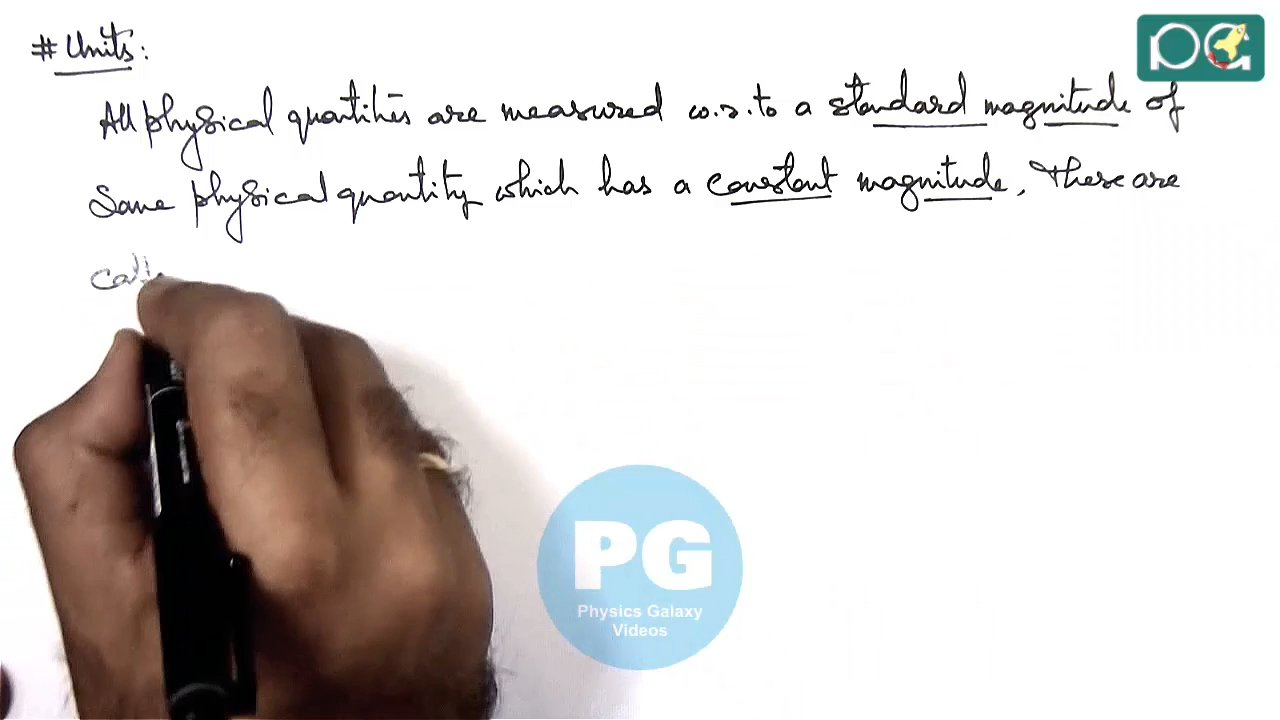 # Units:
All physical quantities are measured w.r.to a standard magnitude of
Same physical quantity which has a constant magnitude, These are
PG
PG
Physics Galaxy
Videos